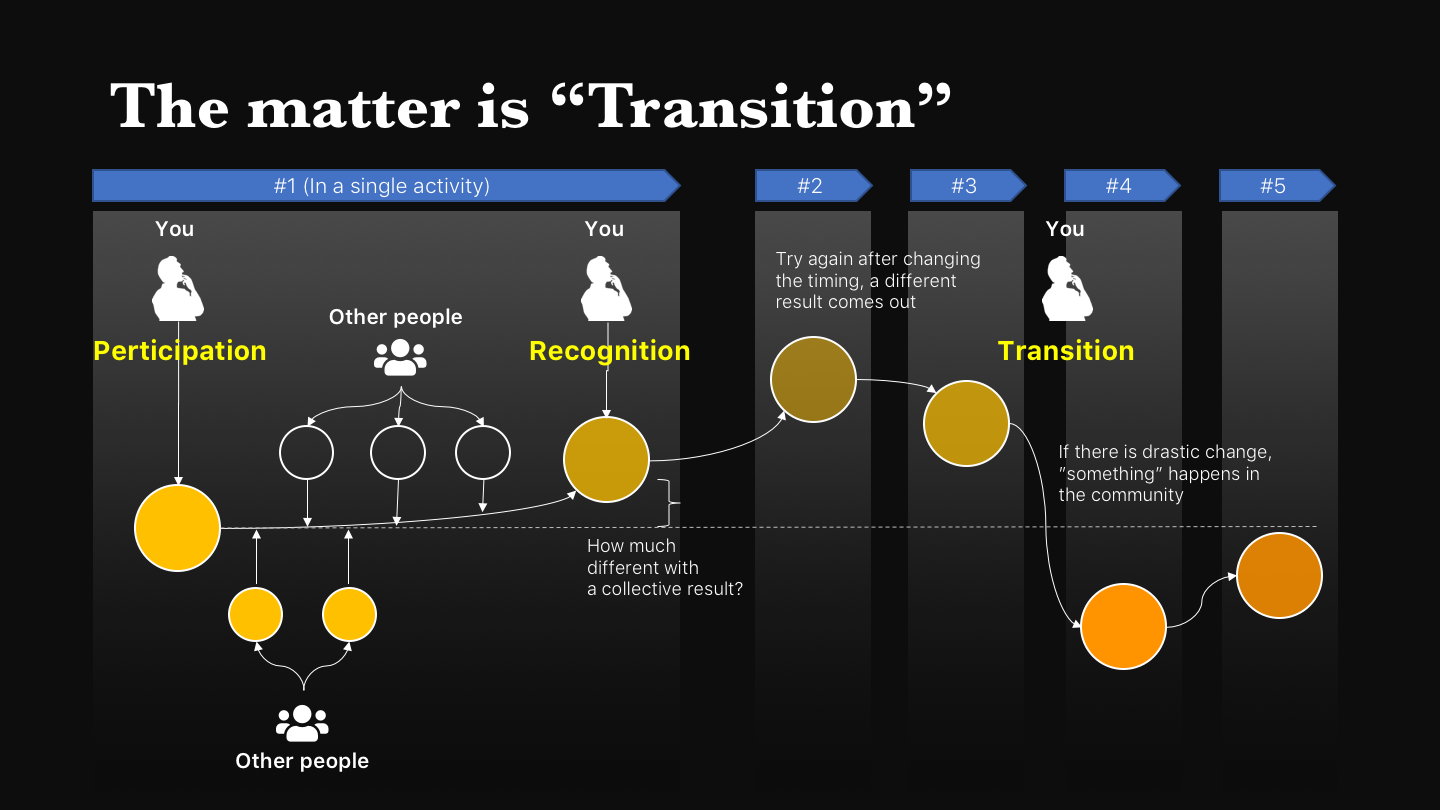 The matter is “Transition”
#1 (In a single activity)
#2
#3
#4
#5
You
You
You
Other people
Perticipation
Recognition
Transition
Try again after changing
the timing, a different
result comes out
If there is drastic change,
”something” happens in
the community
How much
different with
a collective result?
Other people